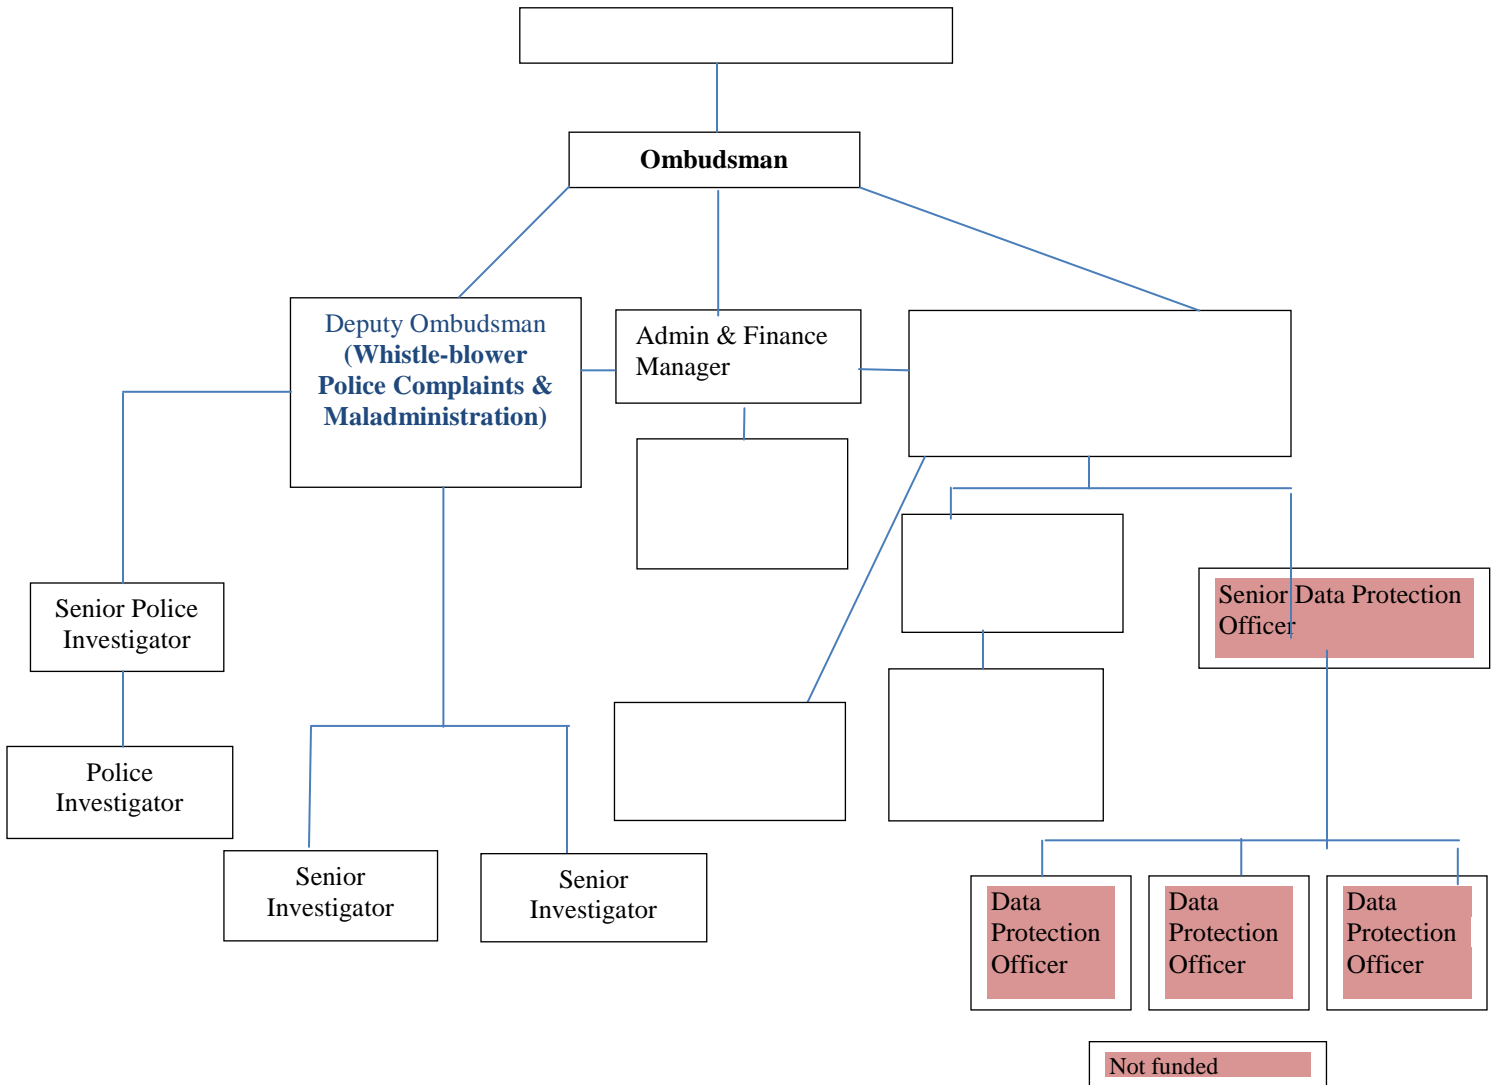 Ombudsman
Deputy Ombudsman
(Whistle-blower
Police Complaints &
Maladministration)
Admin & Finance
Manager
Senior Police
Investigator
Senior Data Protection
Officer
Police
Investigator
Senior
Investigator
Senior
Investigator
Data
Protection
Officer
Data
Protection
Officer
Data
Protection
Officer
Not funded